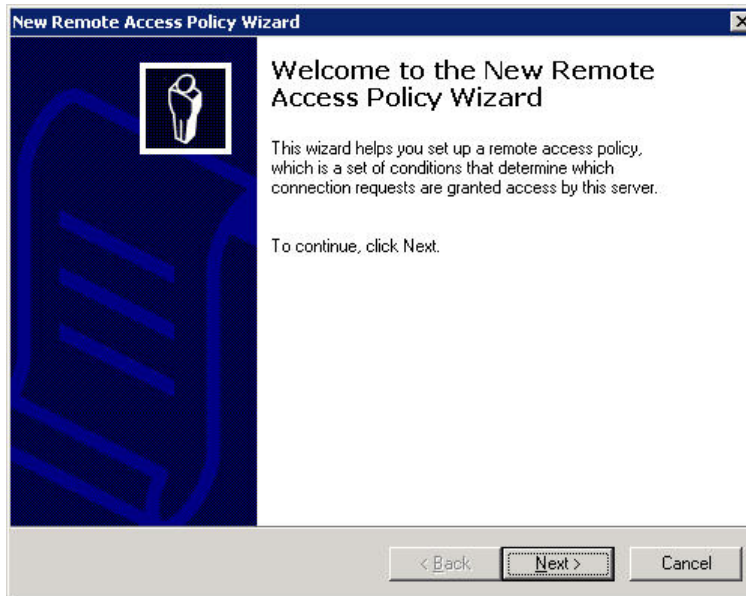 New Remote Access Policy Wizard
Welcome to the New Remote
Access Policy Wizard
This wizard helps you set up a remote access policy,
which is a set of conditions that determine which
connection requests are granted access by this server.
To continue, click Next.
< Back
Next >
Cancel